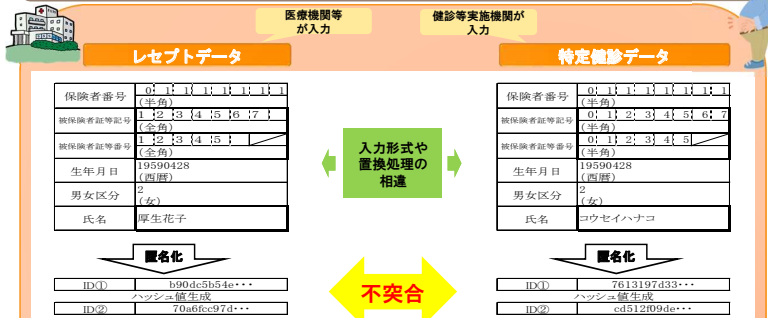 医療機関等
が入力
健診等実施機関が
入力
レセプトデータ
特定健診データ
保険者番号 0 1 1 1 1 1 1 1
(半角)
被保険者証等記号 1 2 3 4 5 6 7
(全角)
被保険者証等番号 1 2 3 4 5
(全角)
生年月日 19590428
(西暦)
男女区分 2
(女)
氏名 厚生花子
入力形式や
置換処理の
相違
保険者番号 0 1 1 1 1 1 1 1
(半角)
被保険者証等記号 0 1 2 3 4 5 6 7
(半角)
被保険者証等番号 0 1 2 3 4 5
(半角)
生年月日 19590428
(西暦)
男女区分 2
(女)
氏名 コウセイハナコ
匿名化
匿名化
ID① b90dc5b54e・・・
ハッシュ値生成
ID② 70a6fcc97d・・・
不突合
ID① 7613197d33・・・
ハッシュ値生成
ID② cd512f09de・・・